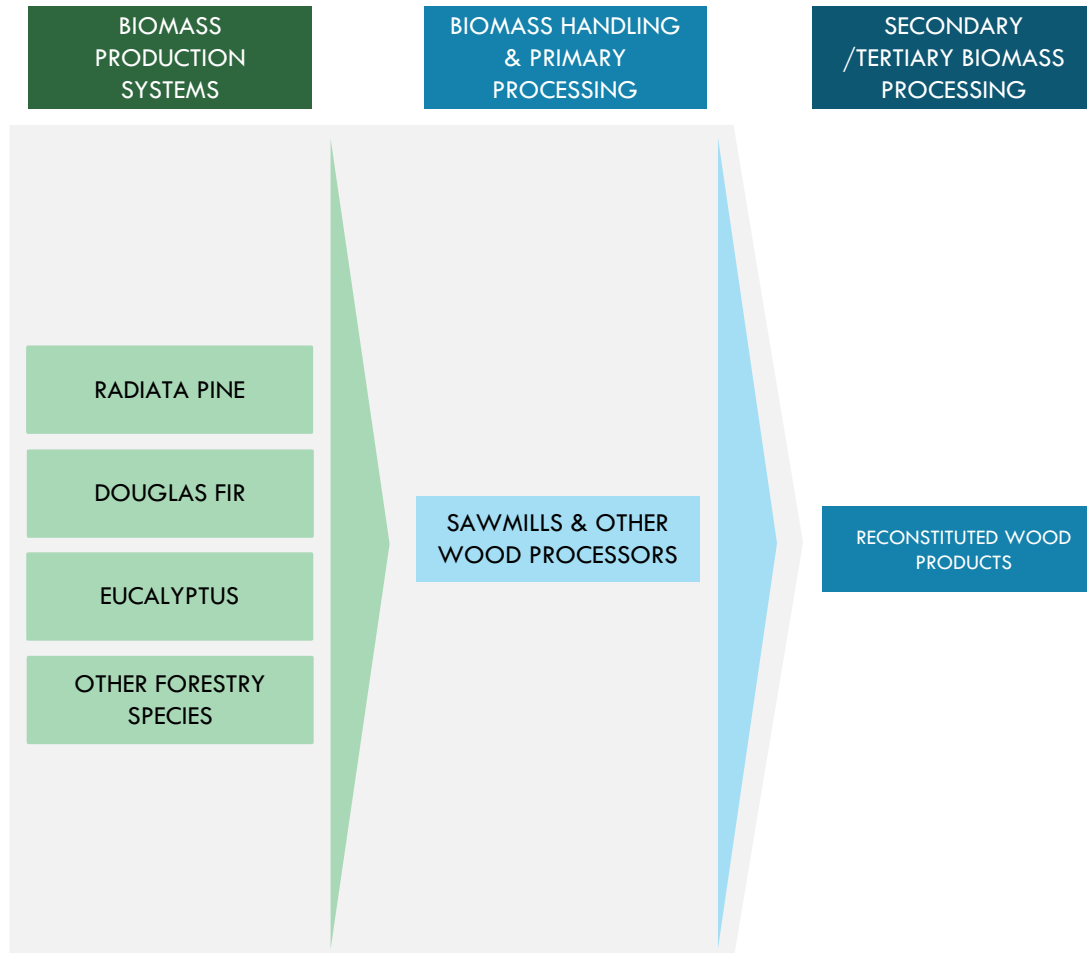 BIOMASS
PRODUCTION
SYSTEMS
BIOMASS HANDLING
& PRIMARY
PROCESSING
SECONDARY
/TERTIARY BIOMASS
PROCESSING
RADIATA PINE
DOUGLAS FIR
EUCALYPTUS
OTHER FORESTRY
SPECIES
SAWMILLS & OTHER
WOOD PROCESSORS
RECONSTITUTED WOOD
PRODUCTS